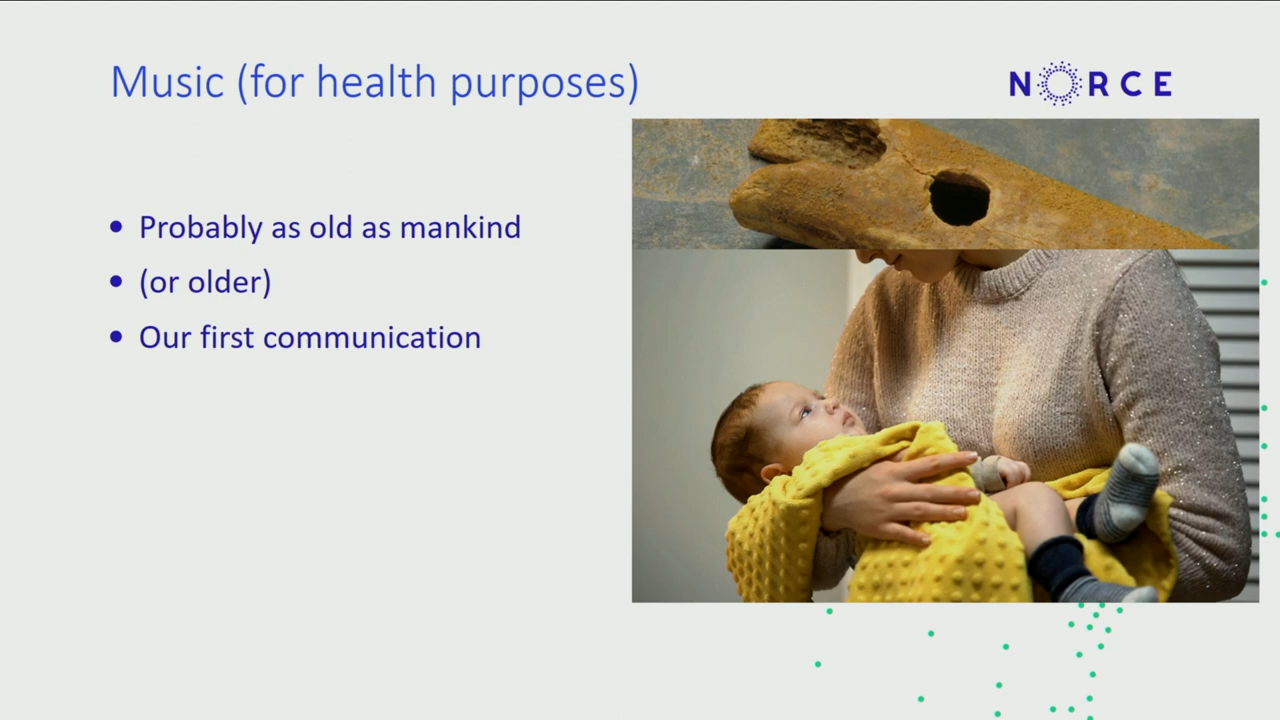 Music (for health purposes)
NORCE
• Probably as old as mankind
• (or older)
• Our first communication